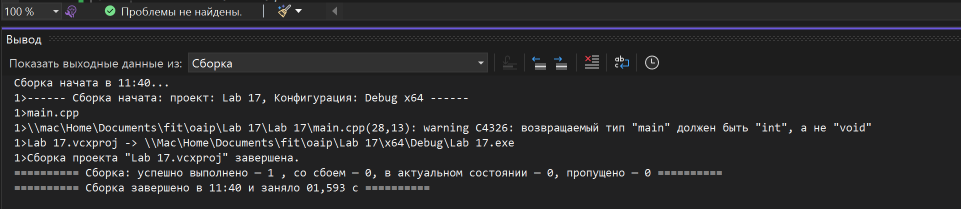 100 %
Проблемы не найдены.
Вывод
Показать выходные данные из: Сборка
Сборка начата в 11:40...
1>------ Сборка начата: проект: Lab 17, Конфигурация: Debug x64 ------
1>main.cpp
1>\\mac\Home\Documents\fit\oaip\Lab 17\Lab 17\main.cpp(28,13): warning C4326: возвращаемый тип "main" должен быть "int", а не "void"
1>Lab 17.vcxproj -> \\Mac\Home\Documents\fit\oaip\Lab 17\x64\Debug\Lab 17.exe
1>Сборка проекта "Lab 17.vcxproj" завершена.
========== Сборка: успешно выполнено — 1 , со сбоем — 0, в актуальном состоянии — 0, пропущено — 0 ==========
========== Сборка завершено в 11:40 и заняло 01,593 с ==========